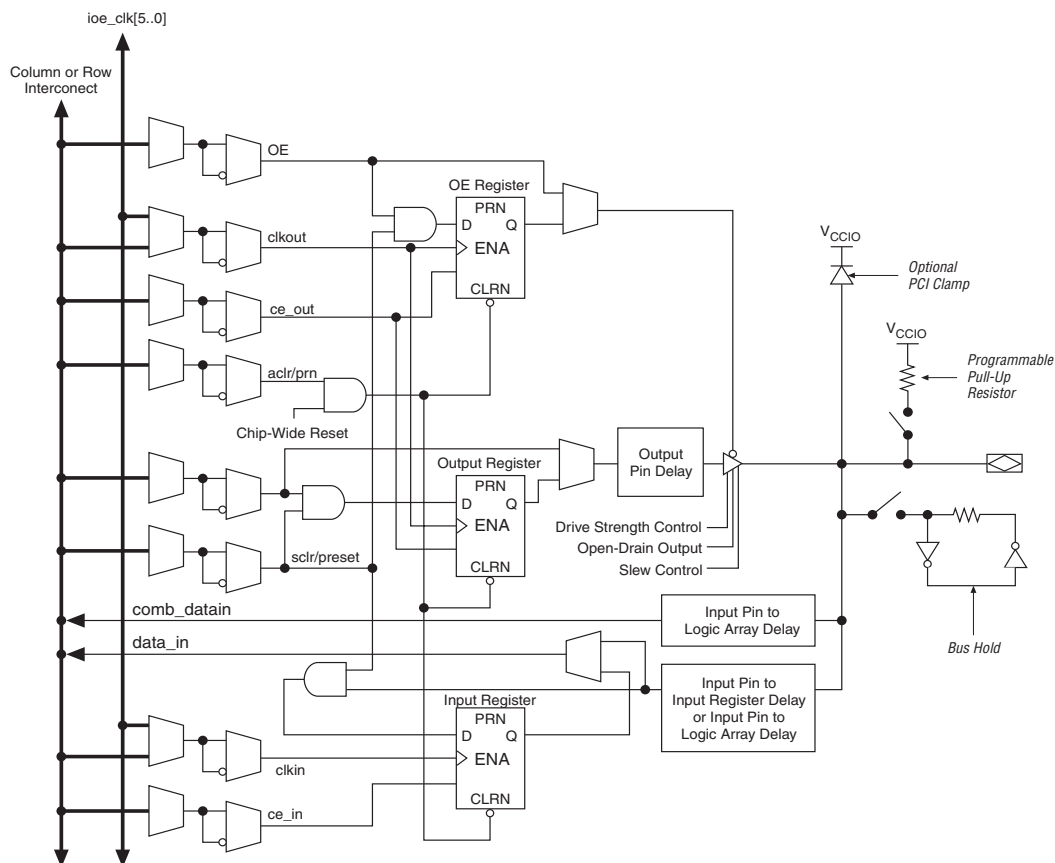 ioe_clk[5..0]
Column or Row
Interconect
OE
OE Register
PRN
D
Q
clkout
ENA
VCCIO
Optional
PCI Clamp
CLRN
ce_out
VCCIO
Programmable
Pull-Up
Resistor
aclr/prn
Chip-Wide Reset
Output Register
Output
Pin Delay
PRN
D
Q
ENA
Drive Strength Control
Open-Drain Output
sclr/preset
CLRN
Slew Control
comb_datain
Input Pin to
Logic Array Delay
data_in
Bus Hold
Input Pin to
Input Register Delay
or Input Pin to
Logic Array Delay
Input Register
PRN
D
Q
ENA
clkin
CLRN
ce_in